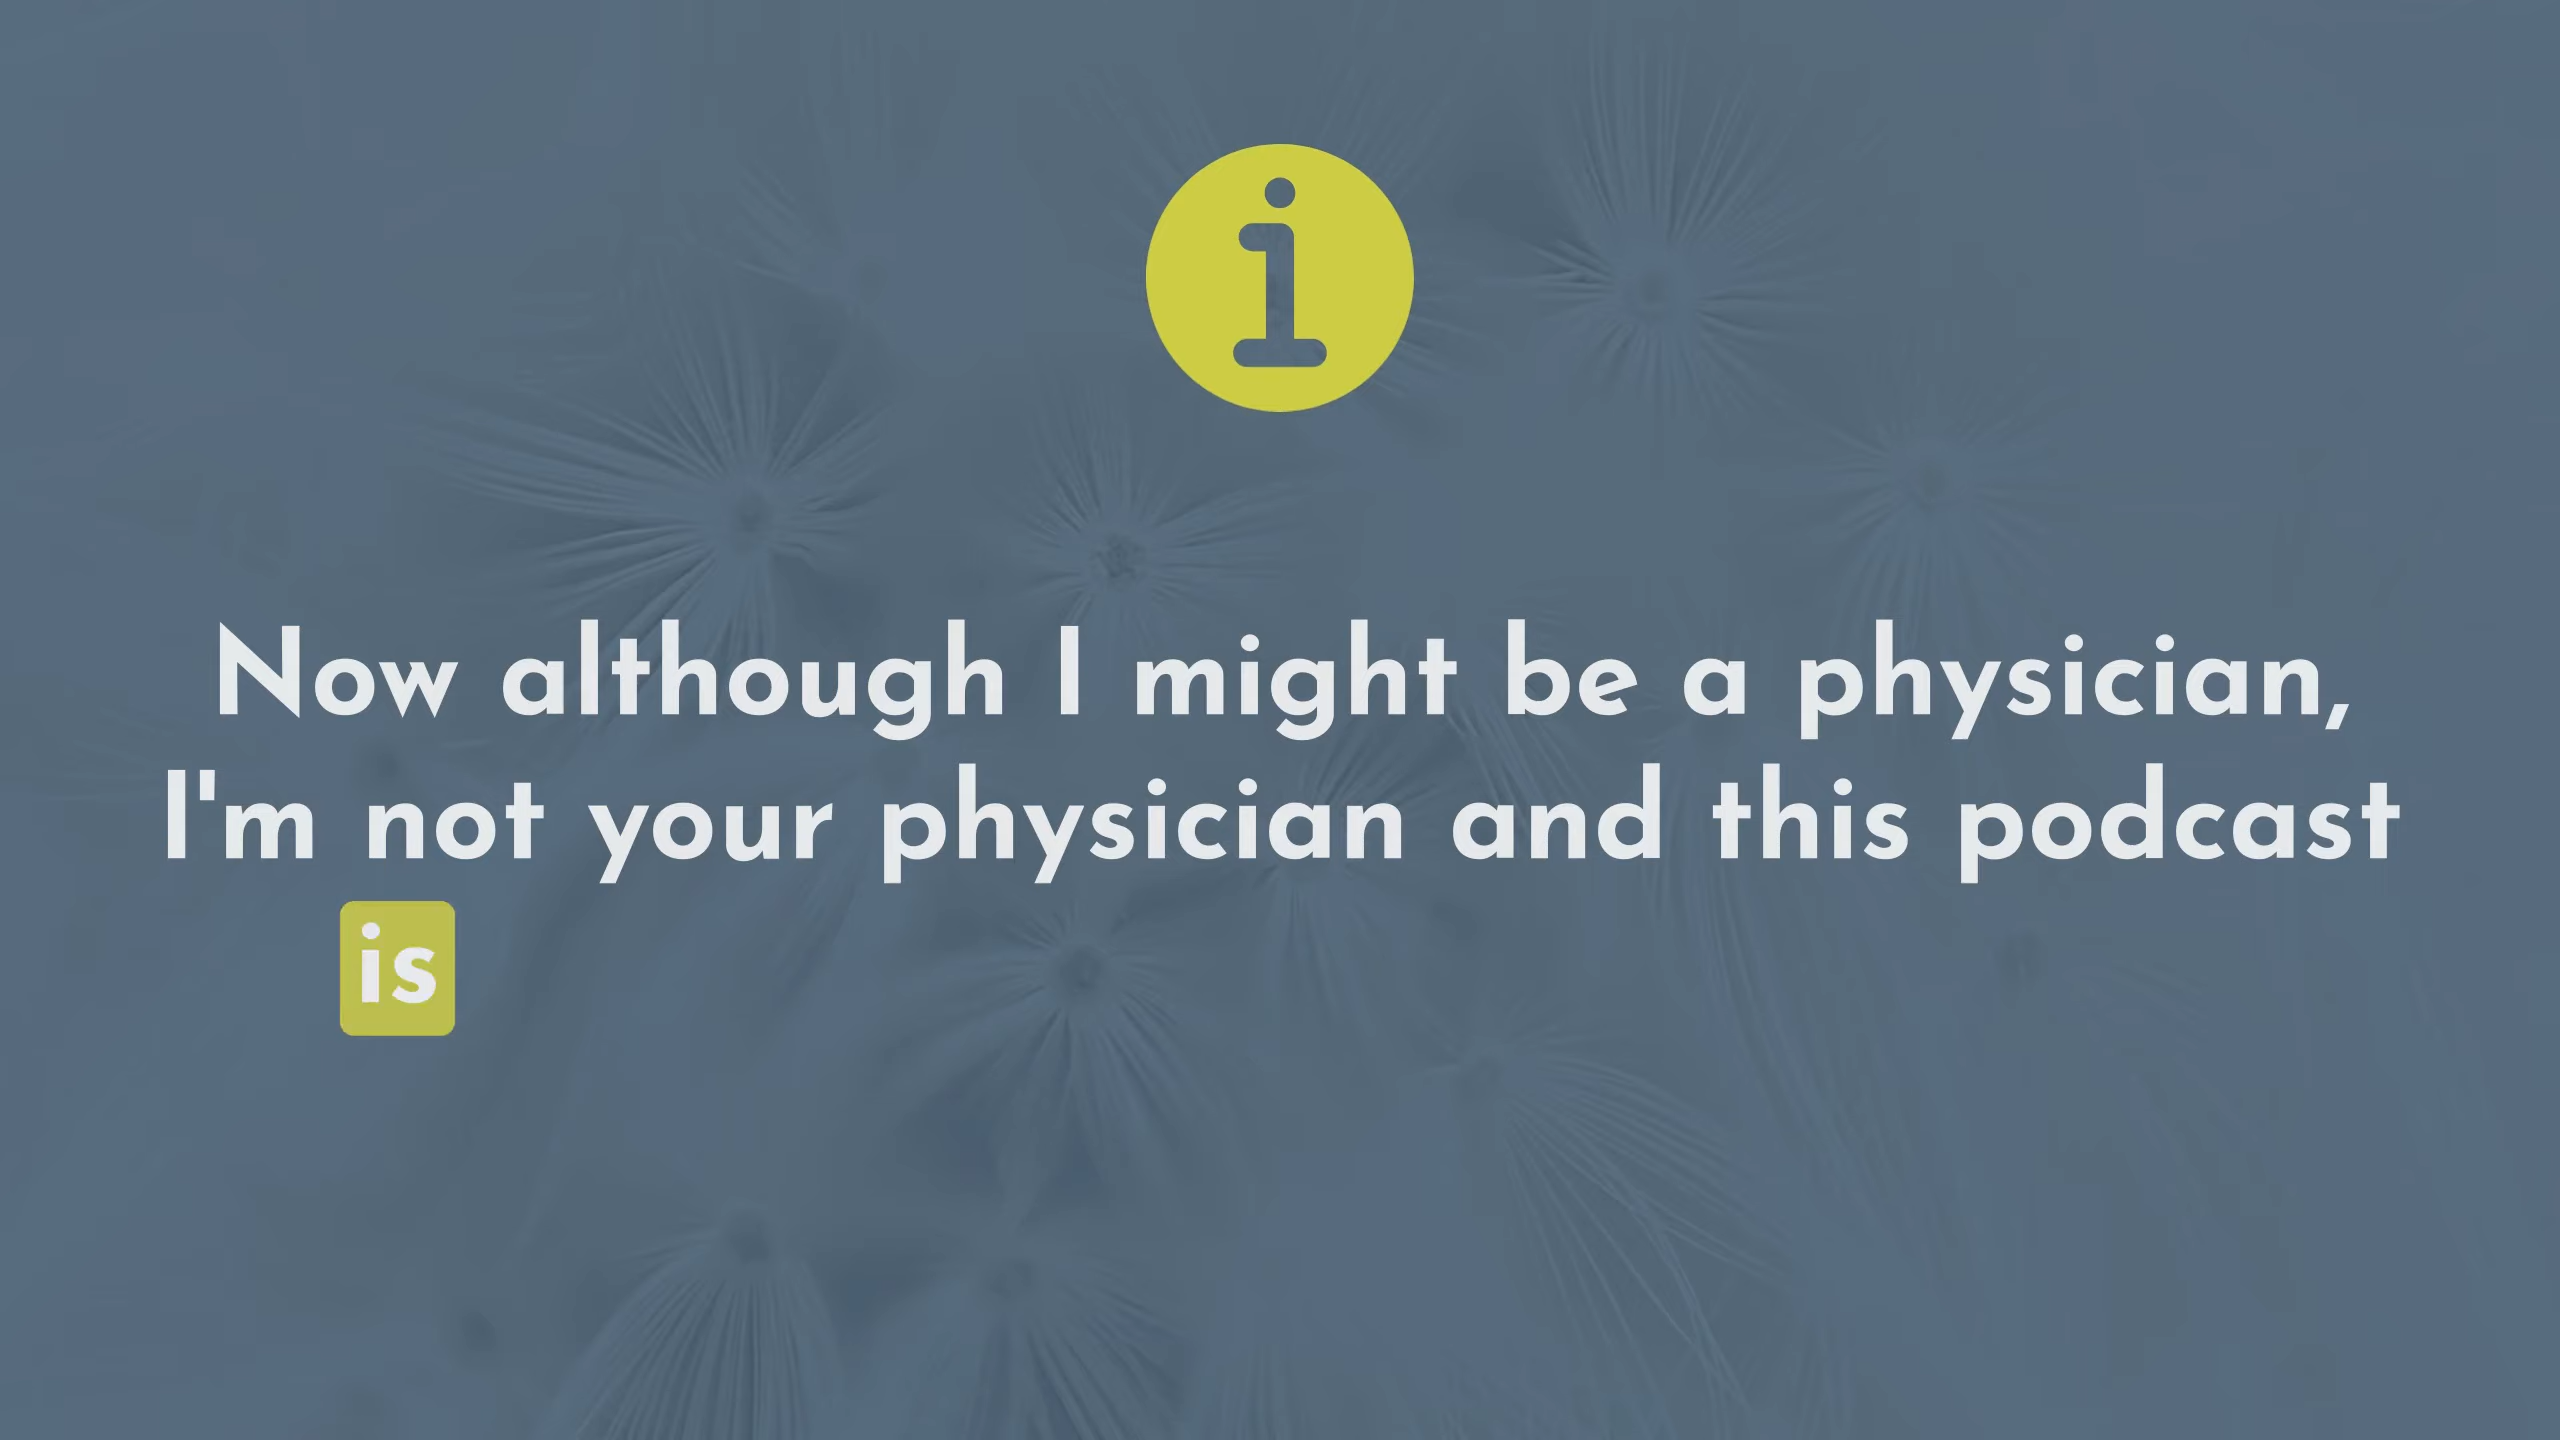 i
Now although I might be a physician,
I'm not your physician and this podcast
is